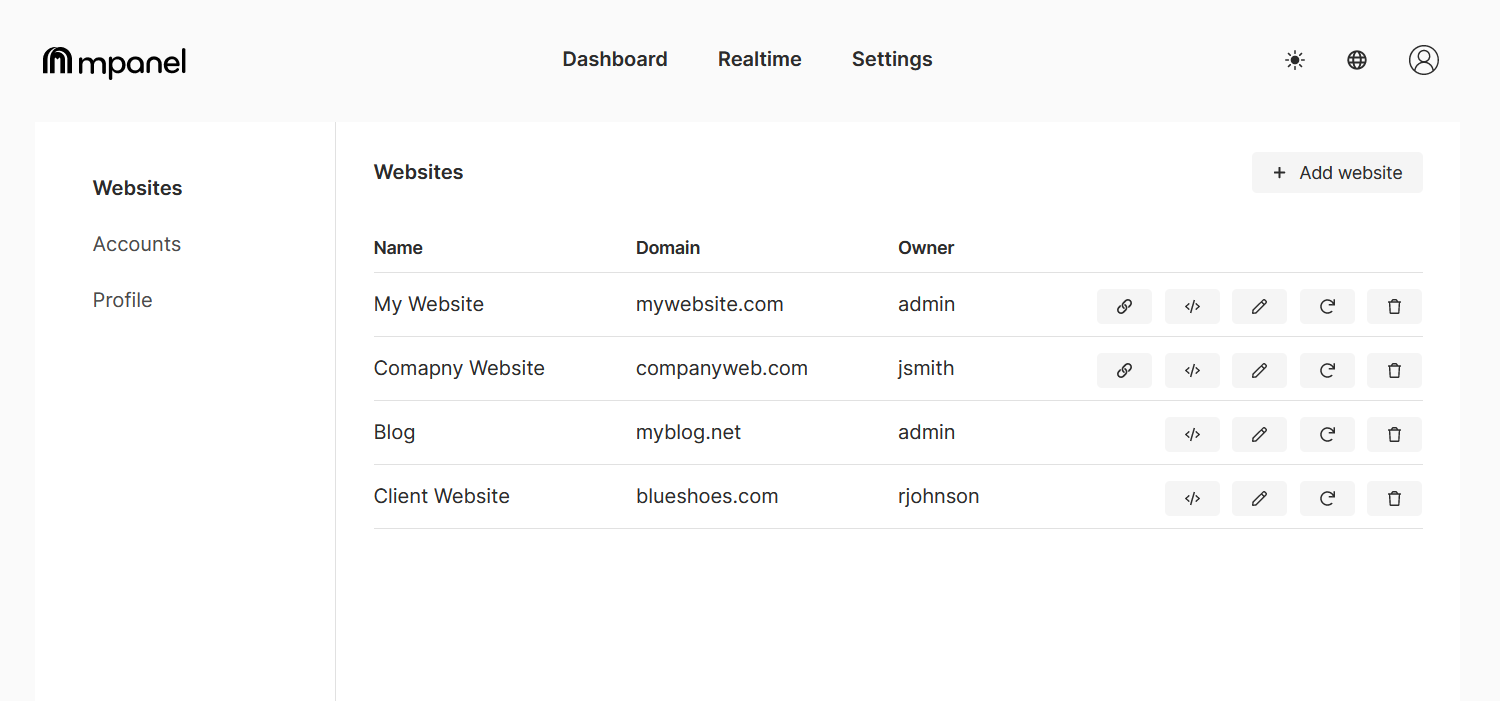 mpanel
Dashboard Realtime Settings
Websites
Accounts
Profile
Websites
+ Add website
Name Domain Owner
My Website mywebsite.com admin
Comapny Website companyweb.com jsmith
Blog myblog.net admin
Client Website blueshoes.com rjohnson